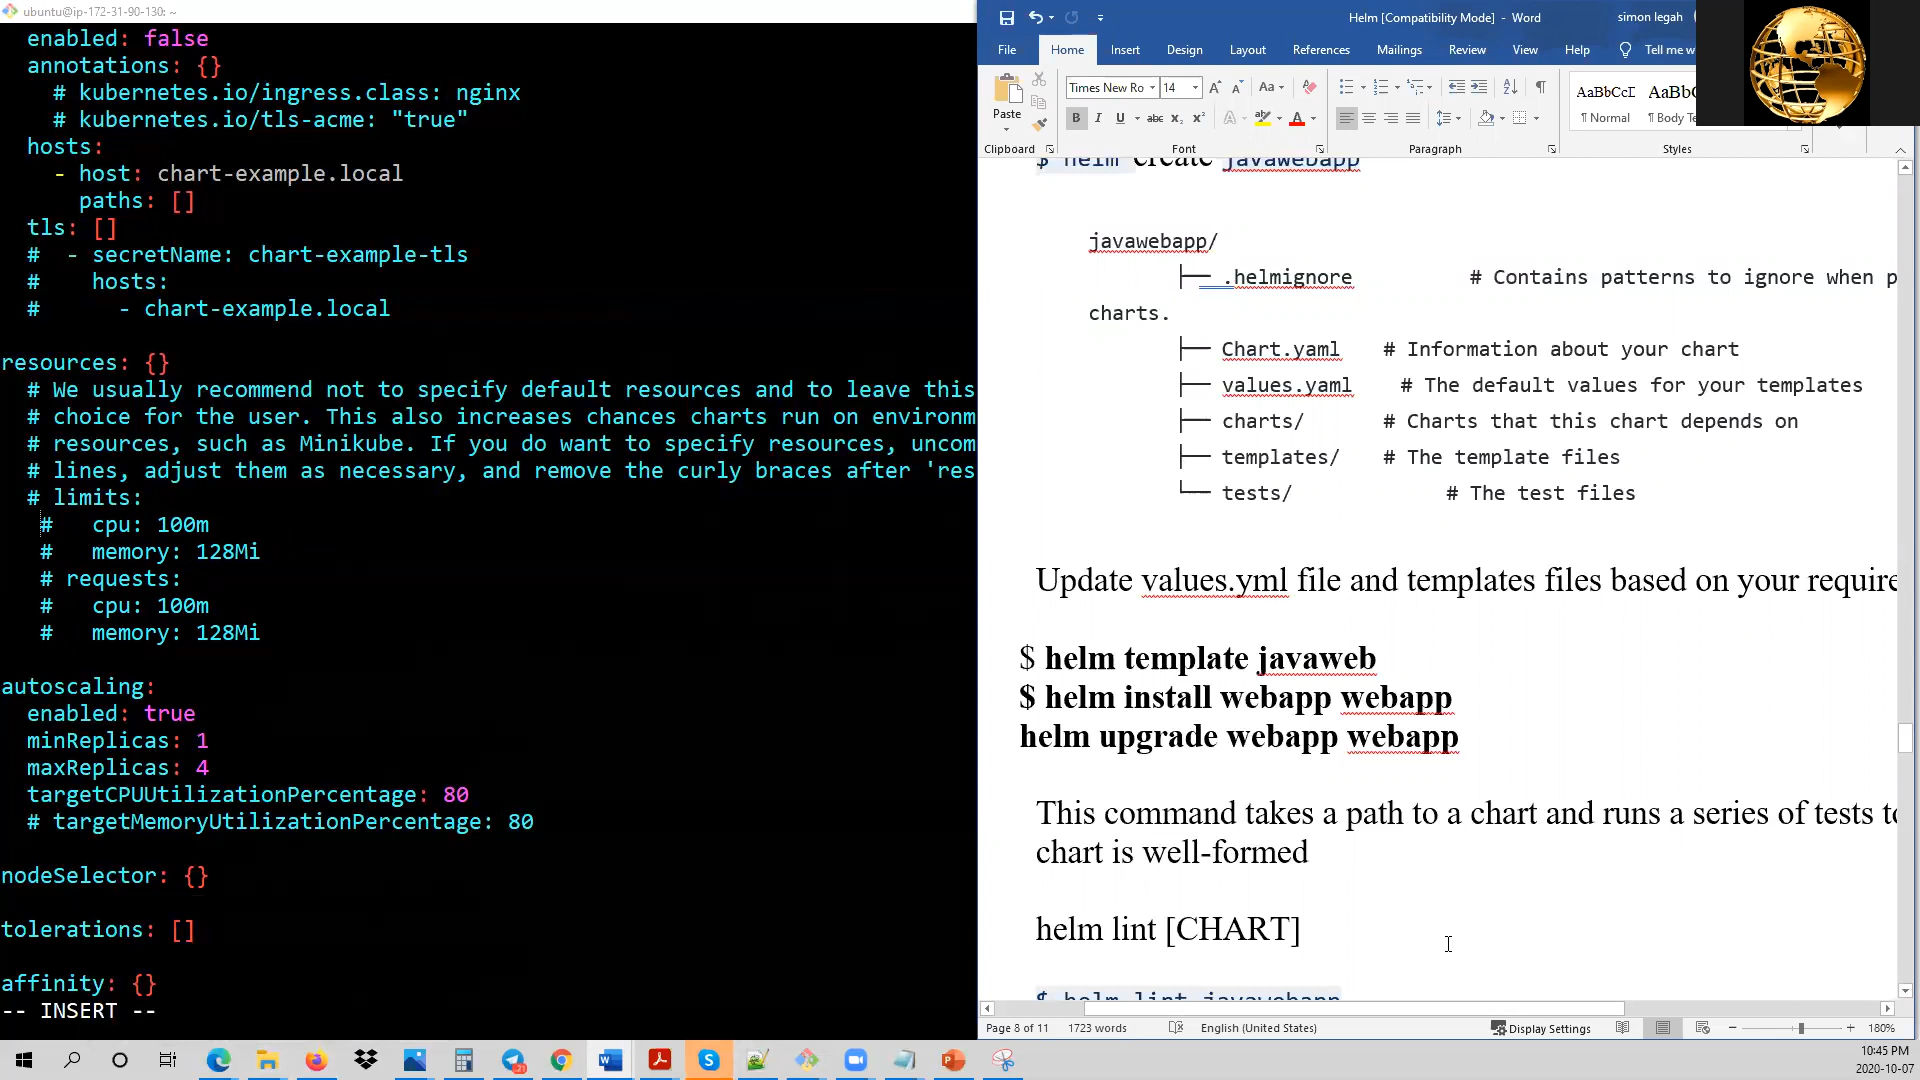 ubuntu@ip-172-31-90-130: ~
enabled: false
annotations: {}
# kubernetes.io/ingress.class: nginx
# kubernetes.io/tls-acme: "true"
hosts:
- host: chart-example.local
paths: []
tls: []
#  - secretName: chart-example-tls
#    hosts:
#      - chart-example.local
resources: {}
# We usually recommend not to specify default resources and to leave this
# choice for the user. This also increases chances charts run on environm
# resources, such as Minikube. If you do want to specify resources, uncom
# lines, adjust them as necessary, and remove the curly braces after 'res
# limits:
#   cpu: 100m
#   memory: 128Mi
# requests:
#   cpu: 100m
#   memory: 128Mi
autoscaling:
enabled: true
minReplicas: 1
maxReplicas: 4
targetCPUUtilizationPercentage: 80
# targetMemoryUtilizationPercentage: 80
nodeSelector: {}
tolerations: []
affinity: {}
-- INSERT --
Helm [Compatibility Mode] - Word
simon legah
File Home Insert Design Layout References Mailings Review View Help Tell me w
Paste
Times New Ro 14
AaBbCcD AaBbC
¶ Normal ¶ Body Te
Clipboard Font Paragraph Styles
$ helm create javawebapp
javawebapp/
├── .helmignore # Contains patterns to ignore when p
charts.
├── Chart.yaml # Information about your chart
├── values.yaml # The default values for your templates
├── charts/ # Charts that this chart depends on
├── templates/ # The template files
└── tests/ # The test files
Update values.yml file and templates files based on your require
$ helm template javaweb
$ helm install webapp webapp
helm upgrade webapp webapp
This command takes a path to a chart and runs a series of tests to
chart is well-formed
helm lint [CHART]
$ helm lint javawebapp
Page 8 of 11 1723 words English (United States) Display Settings 180%
10:45 PM
2020-10-07